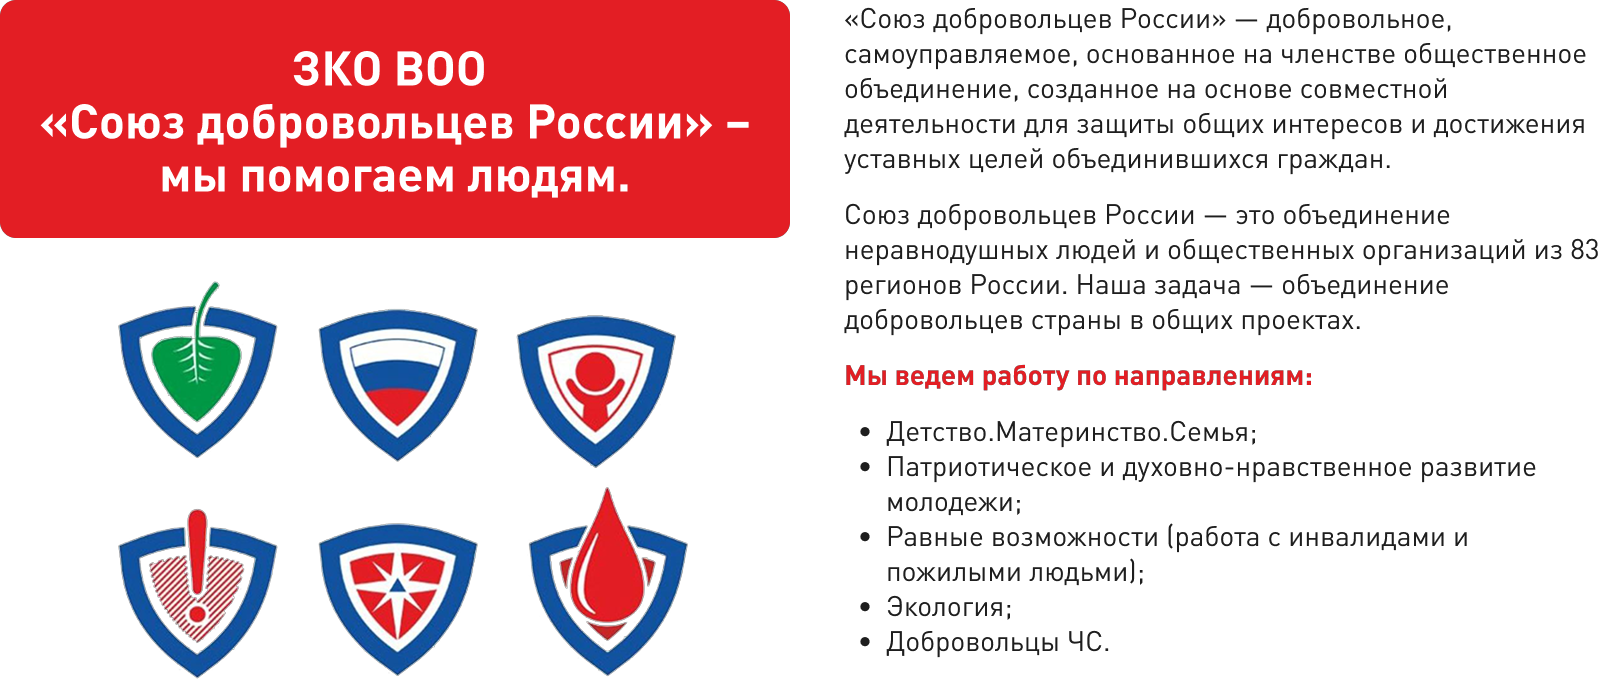 ЗКО ВОО
«Союз добровольцев России» –
мы помогаем людям.
«Союз добровольцев России» — добровольное,
самоуправляемое, основанное на членстве общественное
объединение, созданное на основе совместной
деятельности для защиты общих интересов и достижения
уставных целей объединившихся граждан.
Союз добровольцев России — это объединение
неравнодушных людей и общественных организаций из 83
регионов России. Наша задача — объединение
добровольцев страны в общих проектах.
Мы ведем работу по направлениям:
• Детство.Материнство.Семья;
• Патриотическое и духовно-нравственное развитие
молодежи;
• Равные возможности (работа с инвалидами и
пожилыми людьми);
• Экология;
• Добровольцы ЧС.